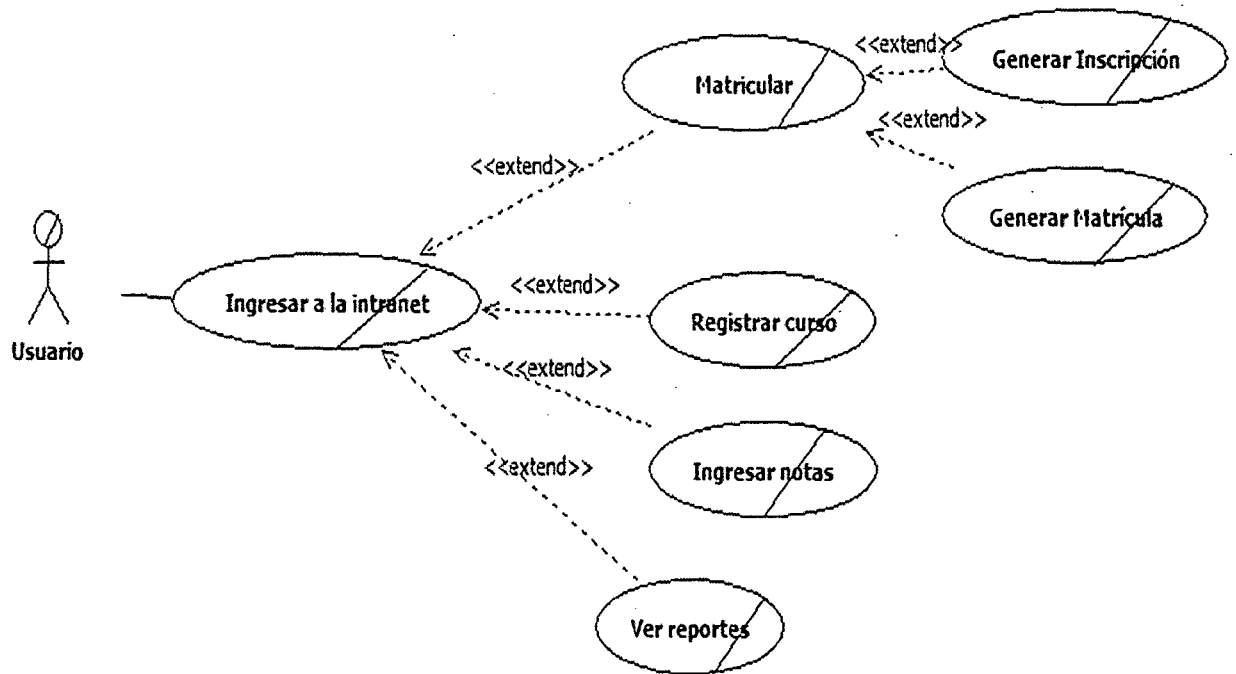 <<extend>>
Generar Inscripción
Matricular
<<extend>>
<<extend>>
Generar Matrícula
Ingresar a la intranet
<<extend>>
Registrar curso
Usuario
<<extend>>
Ingresar notas
<<extend>>
Ver reportes